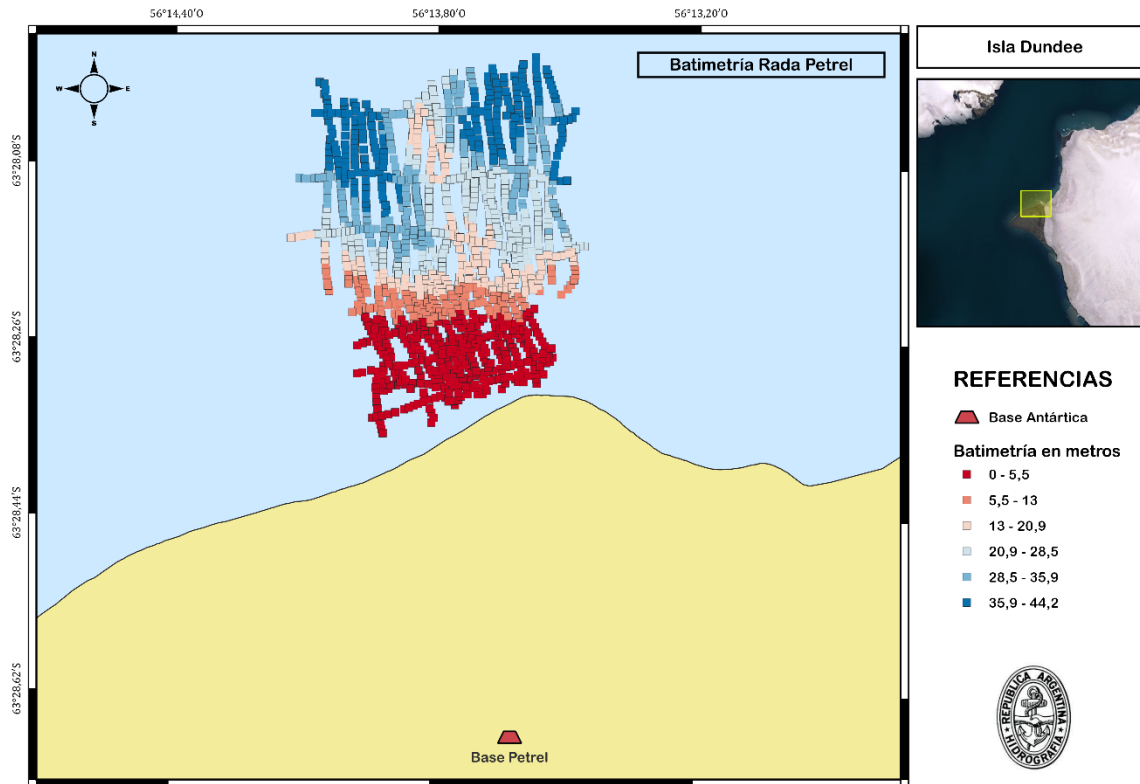 56°14,40'O
56°13,80'O
56°13,20'O
Batimetría Rada Petrel
Isla Dundee
N
W
E
S
63°28,08'S
63°28,26'S
63°28,44'S
63°28,62'S
REFERENCIAS
Base Antártica
Batimetría en metros
0 - 5,5
5,5 - 13
13 - 20,9
20,9 - 28,5
28,5 - 35,9
35,9 - 44,2
Base Petrel
REPUBLICA ARGENTINA
HIDROGRAFIA